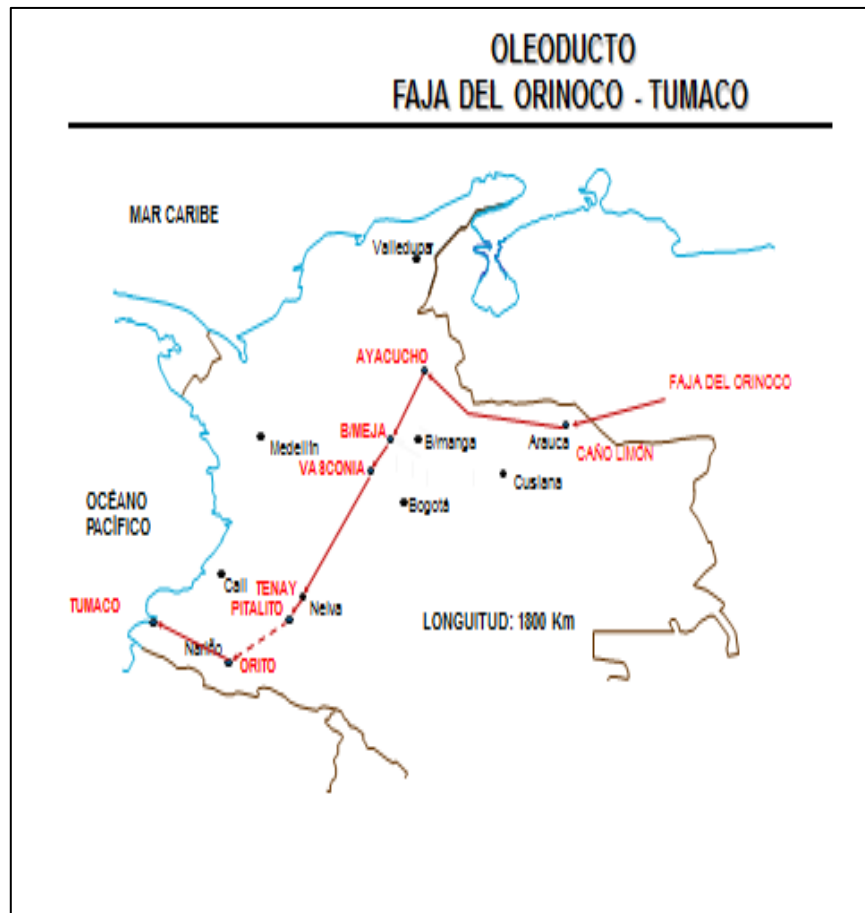 OLEODUCTO
FAJA DEL ORINOCO - TUMACO
MAR CARIBE
Valledupa
AYACUCHO
FAJA DEL ORINOCO
B/MEJA
B/manga
Arauca
Medellín
CAÑO LIMÓN
VASCONIA
Cusiana
OCÉANO
PACÍFICO
Bogotá
Cali
TENAY
PITALITO
Neiva
TUMACO
LONGUITUD: 1800 Km
Nariño
ORITO